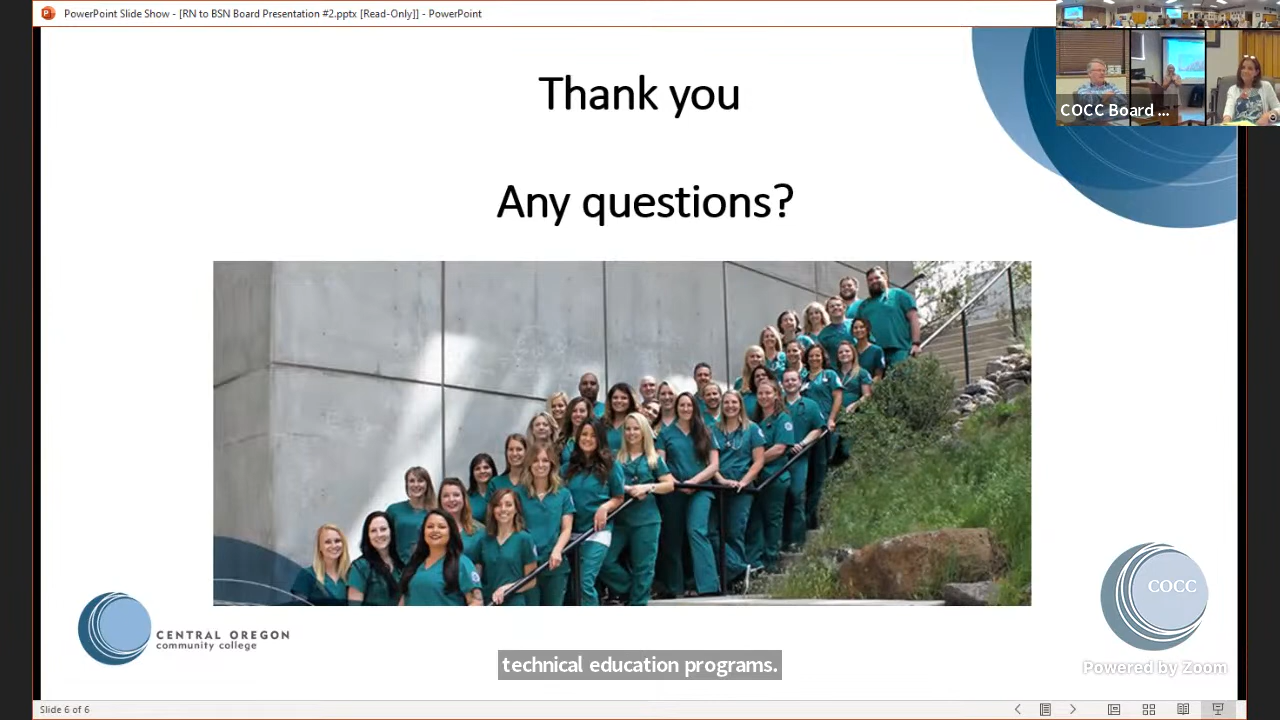 PowerPoint Slide Show - [RN to BSN Board Presentation #2.pptx [Read-Only]] - PowerPoint
COCC Board ...
Thank you
Any questions?
COCC
CENTRAL OREGON
community college
technical education programs.
Powered by Zoom
Slide 6 of 6